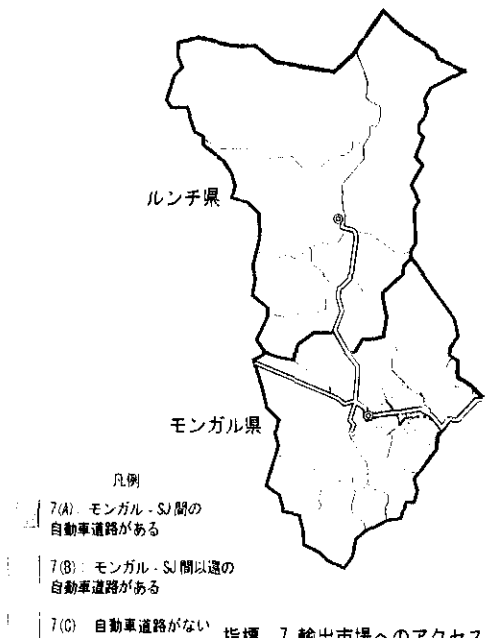 ルンチ県
モンガル県
凡例
7(A): モンガル - SJ間の
自動車道路がある
7(B): モンガル - SJ間以遠の
自動車道路がある
7(C) 自動車道路がない
指標 7 輸出市場へのアクセス